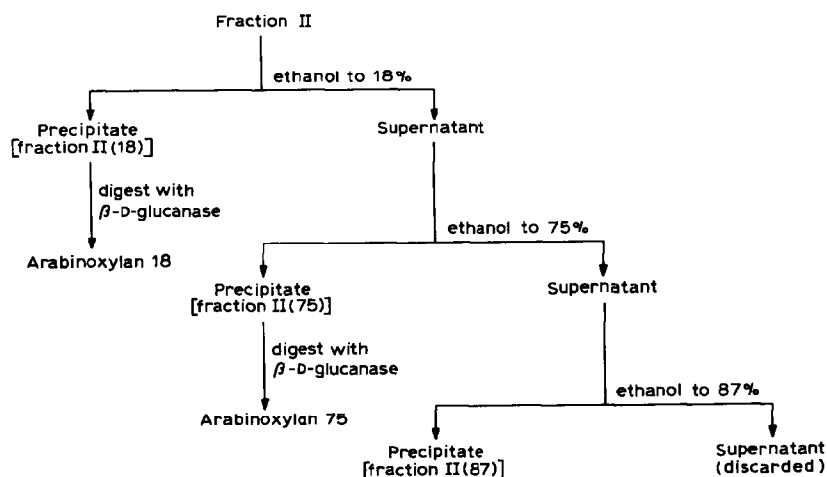 Fraction II
ethanol to 18%
Precipitate
[fraction II(18)]
Supernatant
digest with
β-D-glucanase
Arabinoxylan 18
ethanol to 75%
Precipitate
[fraction II(75)]
Supernatant
digest with
β-D-glucanase
Arabinoxylan 75
ethanol to 87%
Precipitate
[fraction II(87)]
Supernatant
(discarded)